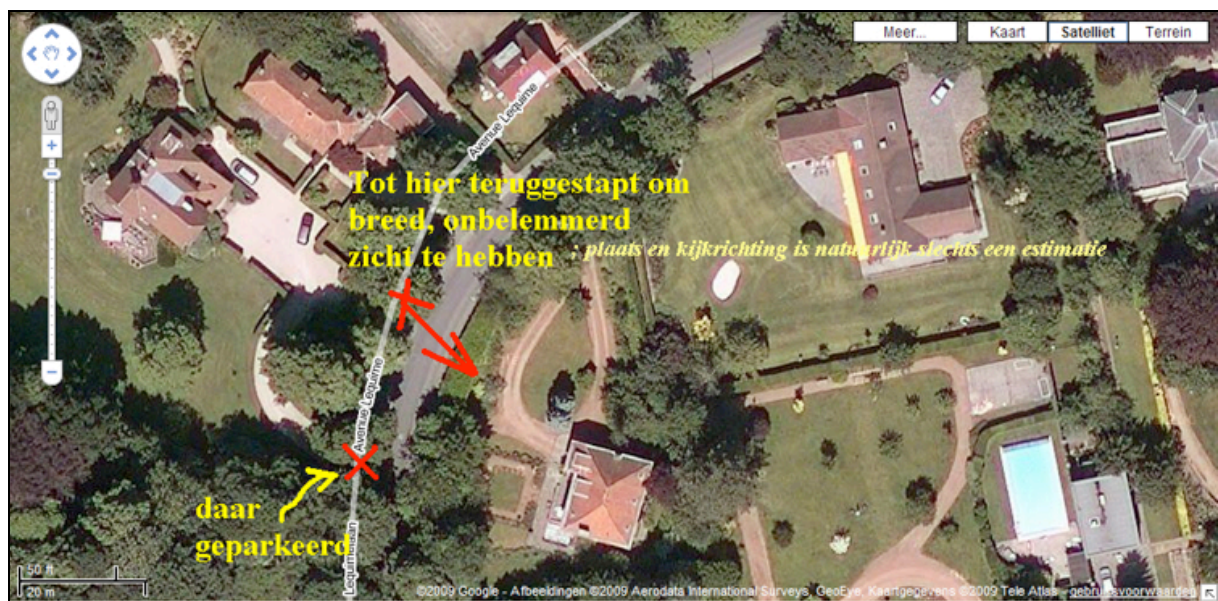 Meer...
Kaart
Satelliet
Terrein
Avenue Lequime
Tot hier teruggestapt om
breed, onbelemmerd
zicht te hebben
; plaats en kijkrichting is natuurlijk slechts een estimatie
Avenue Lequime
daar
geparkeerd
Lequimelaan
50 ft
20 m
©2009 Google - Afbeeldingen ©2009 Aerodata International Surveys, GeoEye, Kaartgegevens ©2009 Tele Atlas - gebruiksvoorwaarden